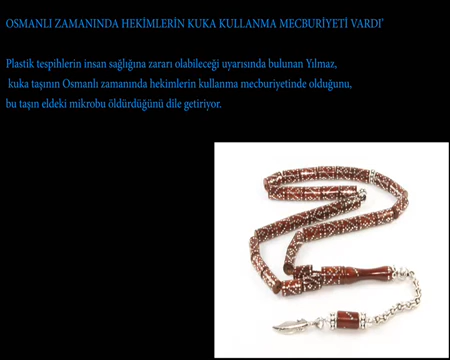 OSMANLI ZAMANINDA HEKİMLERİN KUKA KULLANMA MECBURİYETİ VARDI'
Plastik tespihlerin insan sağlığına zararı olabileceği uyarısında bulunan Yılmaz,
kuka taşının Osmanlı zamanında hekimlerin kullanma mecburiyetinde olduğunu,
bu taşın eldeki mikrobu öldürdüğünü dile getiriyor.